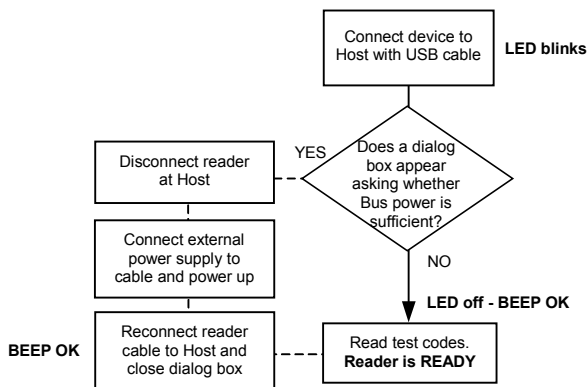 Connect device to
Host with USB cable
LED blinks
Does a dialog
box appear
asking whether
Bus power is
sufficient?
YES
Disconnect reader
at Host
Connect external
power supply to
cable and power up
NO
LED off - BEEP OK
BEEP OK
Reconnect reader
cable to Host and
close dialog box
Read test codes.
Reader is READY